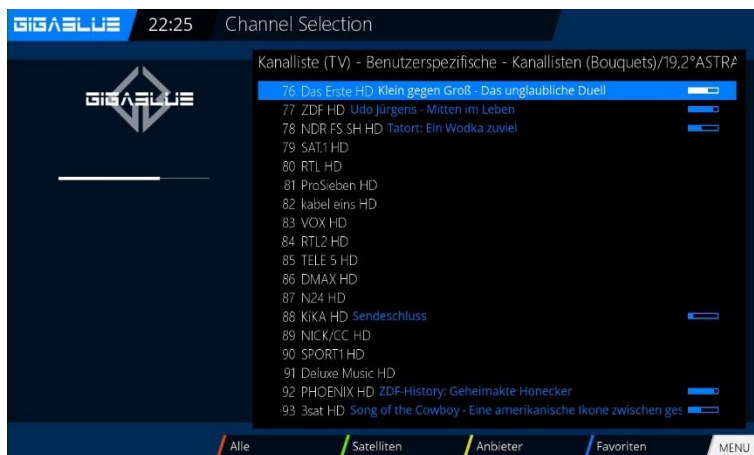 GIGABLUE 22:25 Channel Selection
Kanalliste (TV) - Benutzerspezifische - Kanallisten (Bouquets)/19,2°ASTRA
GIGABLUE
76 Das Erste HD Klein gegen Groß - Das unglaubliche Duell
77 ZDF HD Udo Jürgens - Mitten im Leben
78 NDR FS SH HD Tatort: Ein Wodka zuviel
79 SAT.1 HD
80 RTL HD
81 ProSieben HD
82 kabel eins HD
83 VOX HD
84 RTL2 HD
85 TELE 5 HD
86 DMAX HD
87 N24 HD
88 KiKA HD Sendeschluss
89 NICK/CC HD
90 SPORT1 HD
91 Deluxe Music HD
92 PHOENIX HD ZDF-History: Geheimakte Honecker
93 3sat HD Song of the Cowboy - Eine amerikanische Ikone zwischen ges
Alle Satelliten Anbieter Favoriten MENU